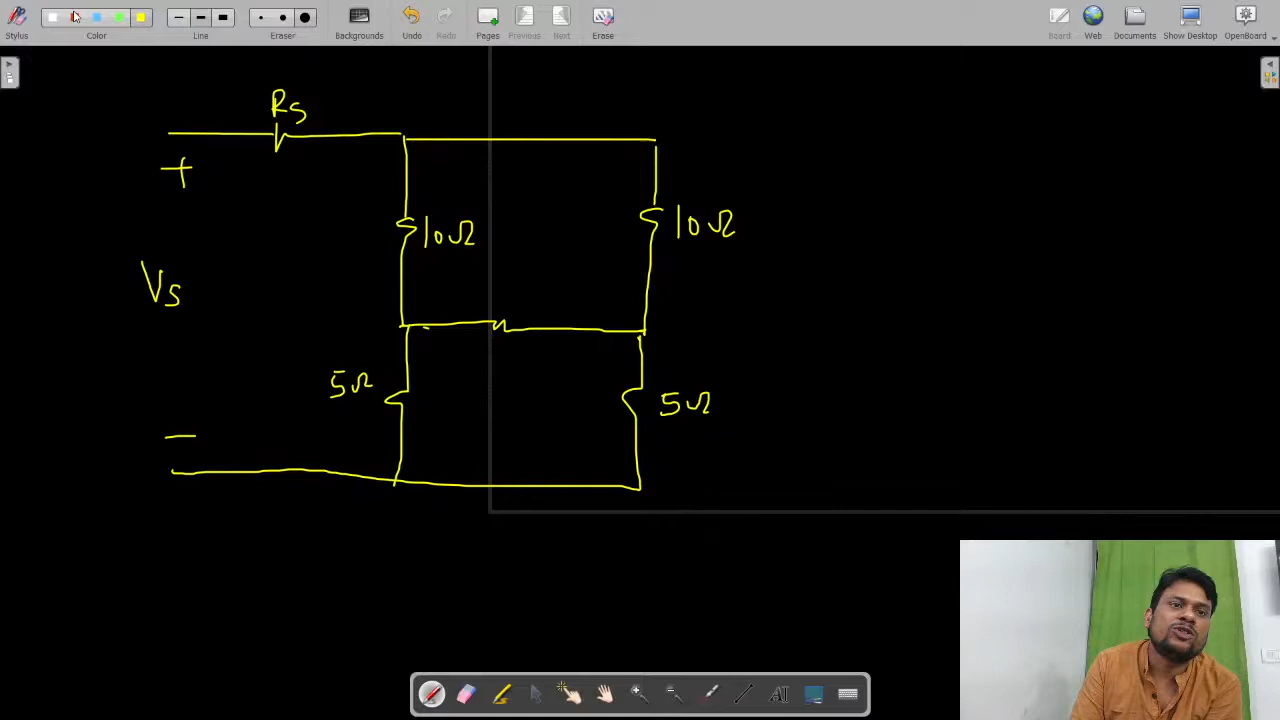 Color
Stylus
Line
Eraser
Backgrounds
Undo
Redo
Pages
Previous
Next
Erase
Board
Web
Documents
Show Desktop
OpenBoard
Rs
+
10Ω
10Ω
Vs
5Ω
5Ω
−
AI